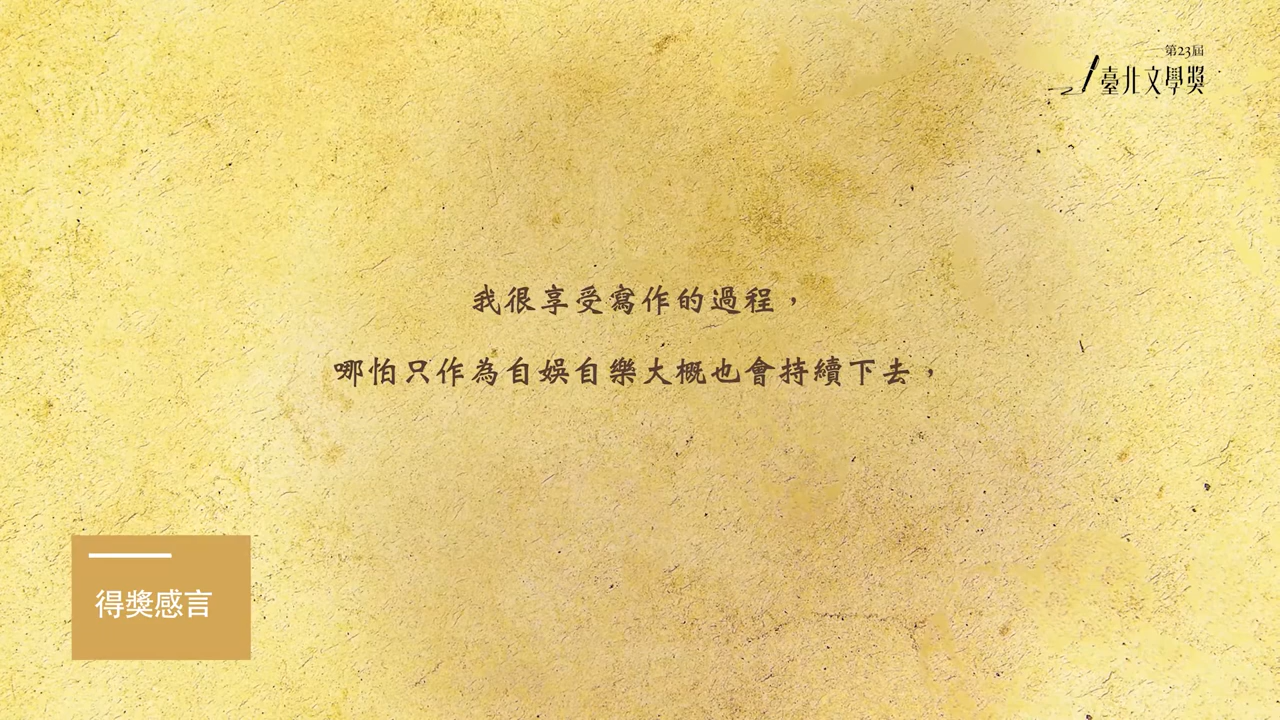 第23屆
臺北文學獎
我很享受寫作的過程，
哪怕只作為自娛自樂大概也會持續下去，
得獎感言